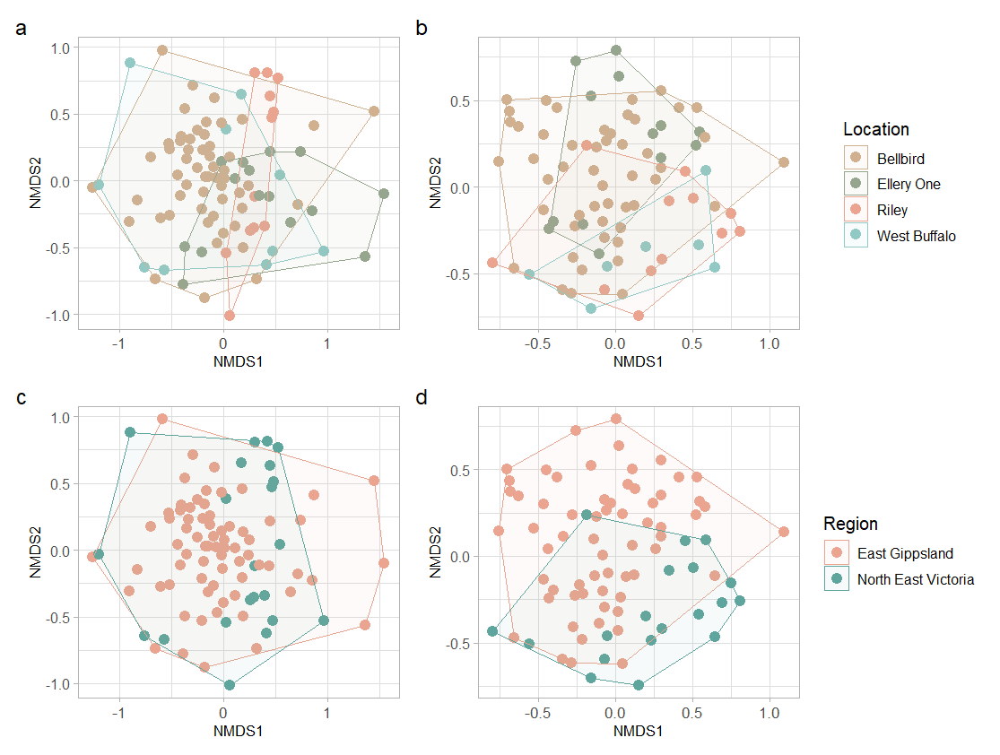 a
1.0
0.5
0.0
-0.5
-1.0
NMDS2
-1 0 1
NMDS1
b
0.5
0.0
-0.5
NMDS2
-0.5 0.0 0.5 1.0
NMDS1
Location
Bellbird
Ellery One
Riley
West Buffalo
c
1.0
0.5
0.0
-0.5
-1.0
NMDS2
-1 0 1
NMDS1
d
0.5
0.0
-0.5
NMDS2
-0.5 0.0 0.5 1.0
NMDS1
Region
East Gippsland
North East Victoria